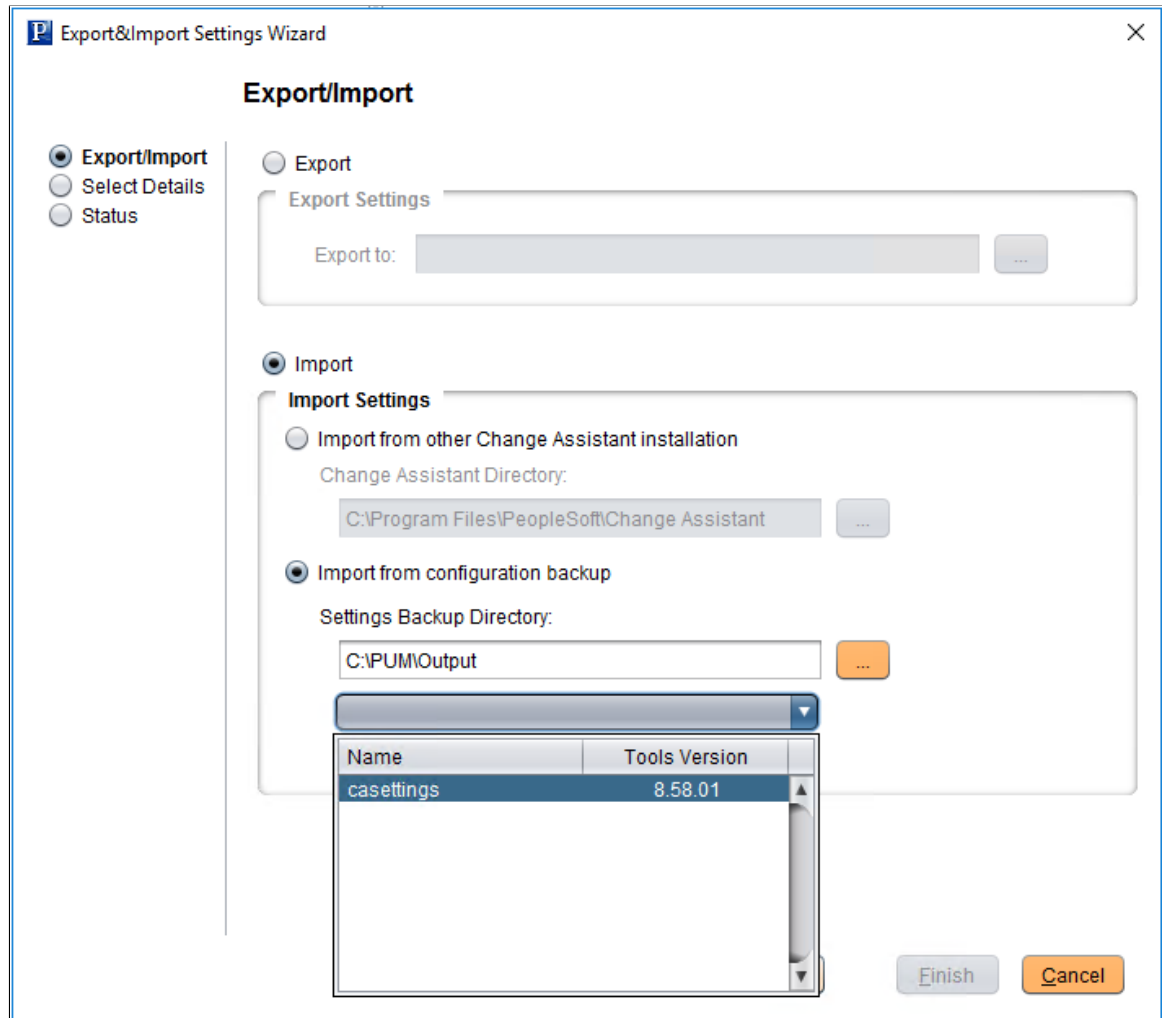 P Export&Import Settings Wizard
Export/Import
Export/Import
Select Details
Status
Export
Export Settings
Export to:
...
Import
Import Settings
Import from other Change Assistant installation
Change Assistant Directory:
C:\Program Files\PeopleSoft\Change Assistant
...
Import from configuration backup
Settings Backup Directory:
C:\PUM\Output
...
Name Tools Version
casettings 8.58.01
Finish Cancel